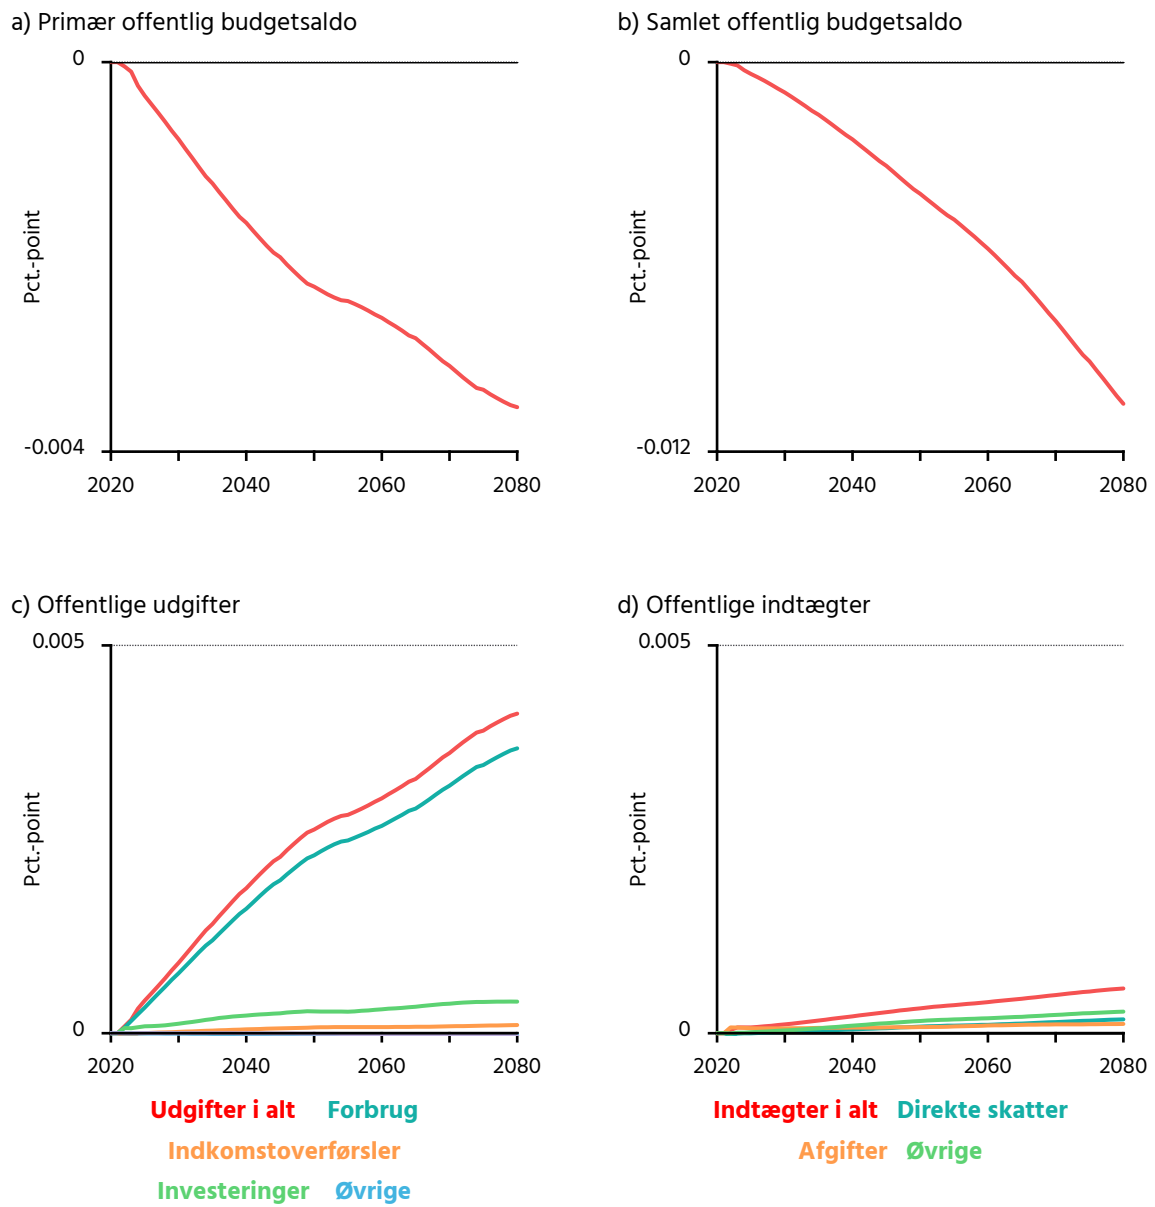 a) Primær offentlig budgetsaldo
0
Pct.-point
-0.004
2020 2040 2060 2080
b) Samlet offentlig budgetsaldo
0
Pct.-point
-0.012
2020 2040 2060 2080
c) Offentlige udgifter
0.005
Pct.-point
0
2020 2040 2060 2080
Udgifter i alt Forbrug
Indkomstoverførsler
Investeringer Øvrige
d) Offentlige indtægter
0.005
Pct.-point
0
2020 2040 2060 2080
Indtægter i alt Direkte skatter
Afgifter Øvrige